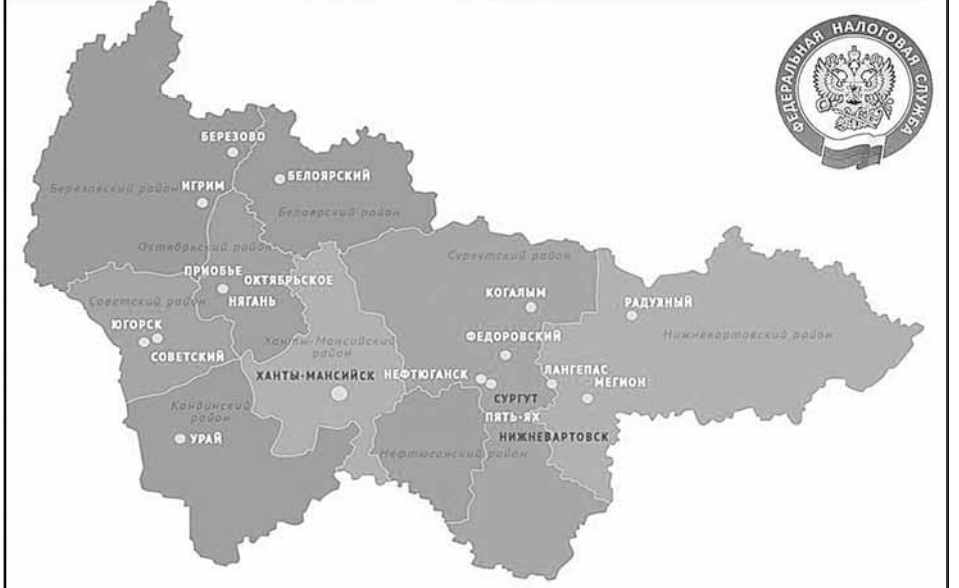 ФЕДЕРАЛЬНАЯ НАЛОГОВАЯ СЛУЖБА
БЕРЕЗОВО
БЕЛОЯРСКИЙ
Березовский район
ИГРИМ
Белоярский район
Октябрьский район
Сургутский район
ПРИОБЬЕ
ОКТЯБРЬСКОЕ
НЯГАНЬ
Советский район
КОГАЛЫМ
РАДУЖНЫЙ
ЮГОРСК
СОВЕТСКИЙ
Ханты-Мансийский
район
ФЕДОРОВСКИЙ
Нижневартовский район
ХАНТЫ-МАНСИЙСК
НЕФТЮГАНСК
ЛАНГЕПАС
МЕГИОН
СУРГУТ
Кондинский
район
ПЯТЬ-ЯХ
УРАЙ
НИЖНЕВАРТОВСК
Нефтюганский район